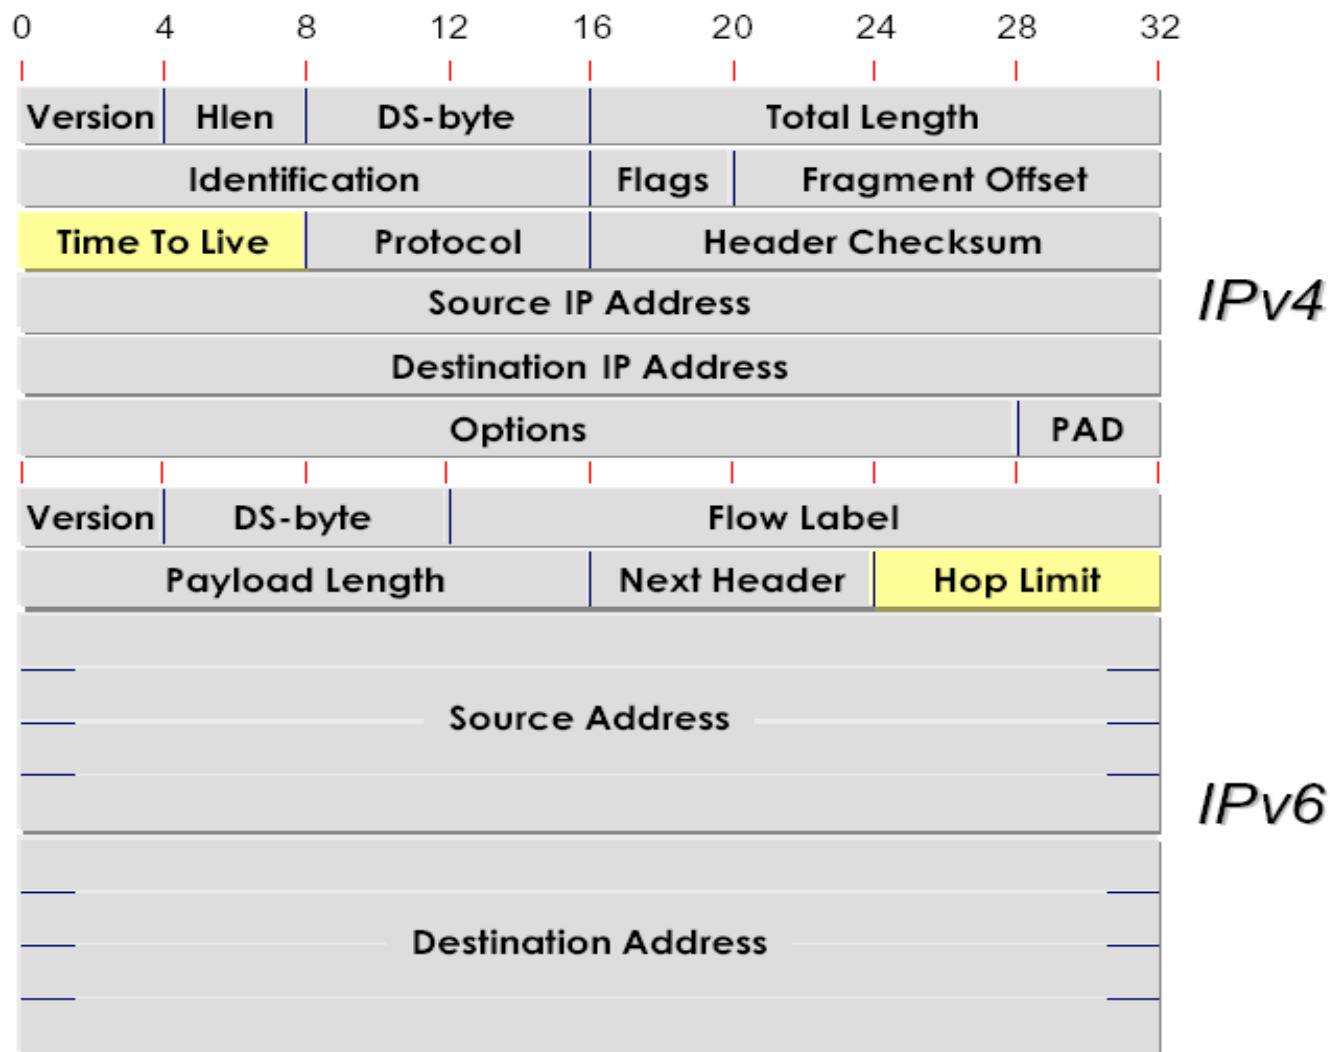 0 4 8 12 16 20 24 28 32
Version Hlen DS-byte Total Length
Identification Flags Fragment Offset
Time To Live Protocol Header Checksum
Source IP Address
IPv4
Destination IP Address
Options PAD
Version DS-byte Flow Label
Payload Length Next Header Hop Limit
Source Address
IPv6
Destination Address